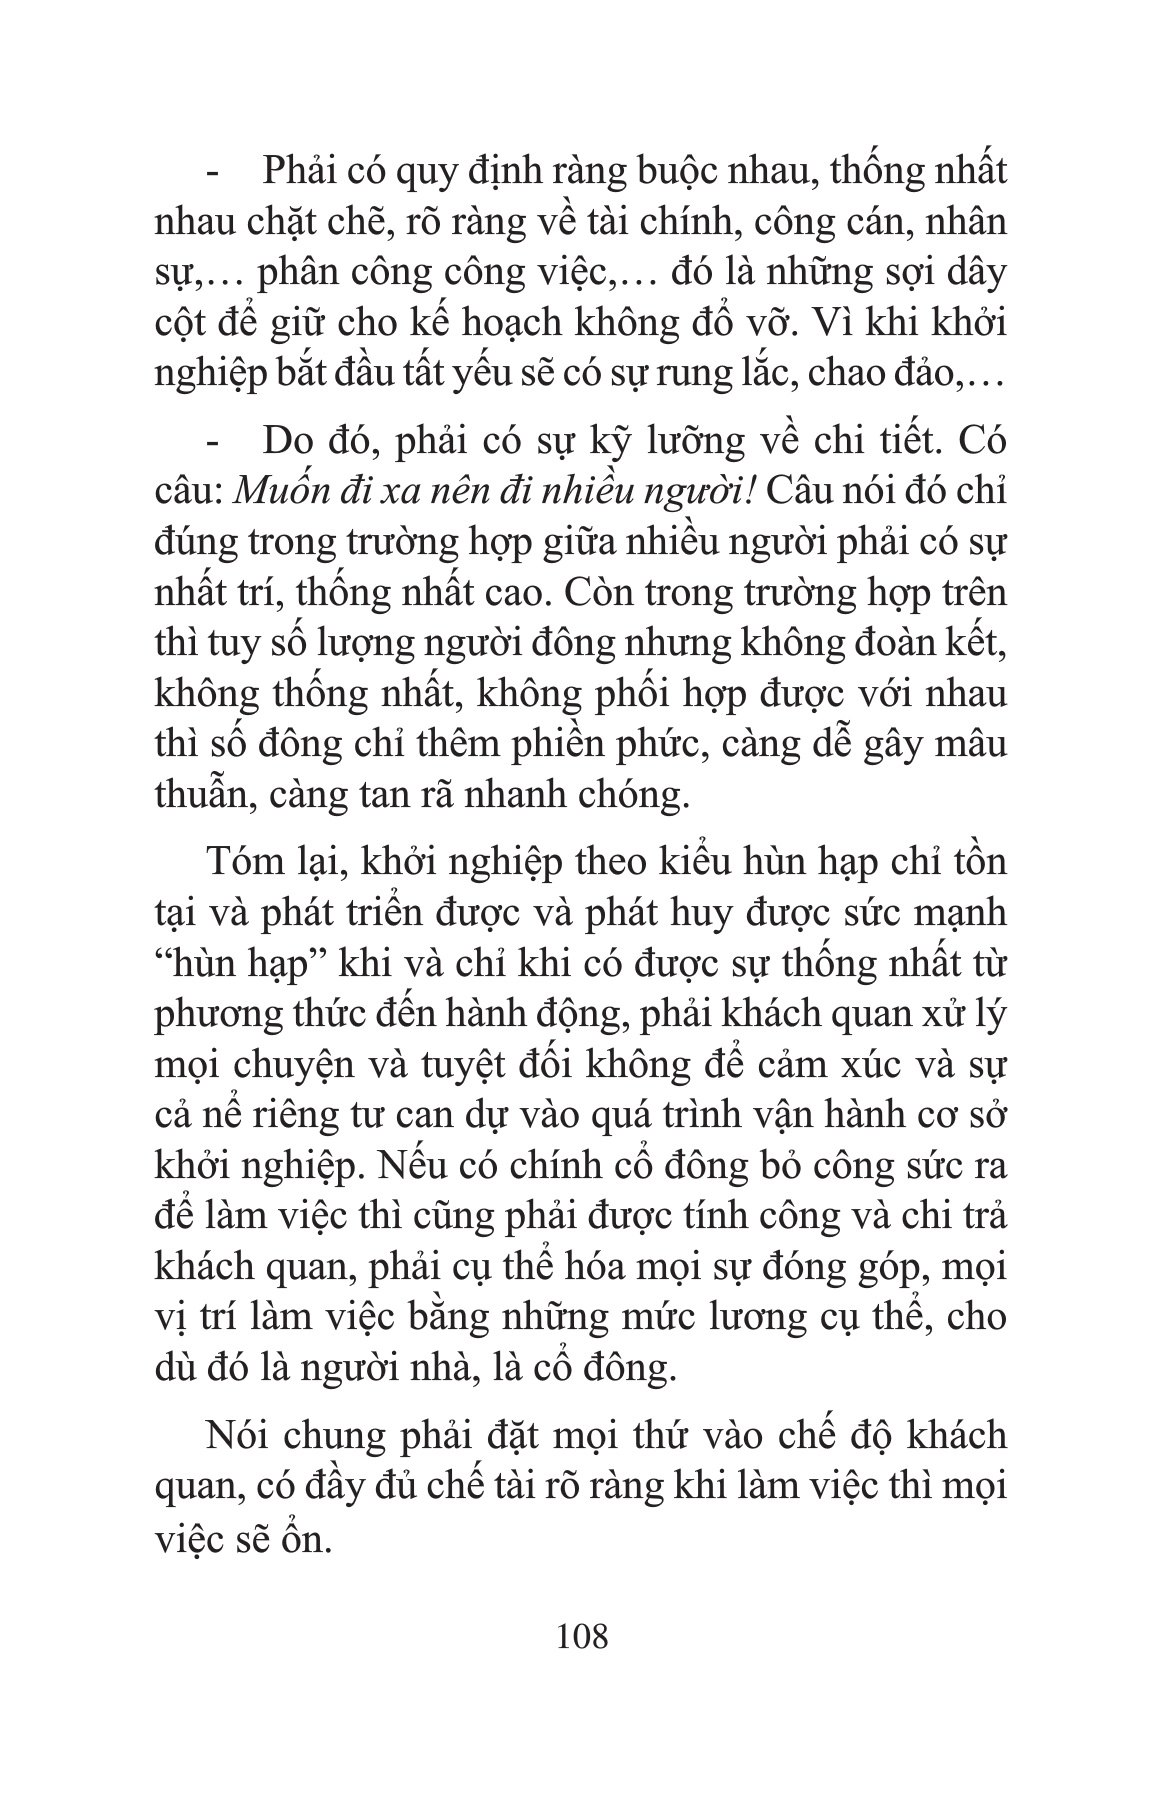 - Phải có quy định ràng buộc nhau, thống nhất
nhau chặt chẽ, rõ ràng về tài chính, công cán, nhân
sự,… phân công công việc,… đó là những sợi dây
cột để giữ cho kế hoạch không đổ vỡ. Vì khi khởi
nghiệp bắt đầu tất yếu sẽ có sự rung lắc, chao đảo,…
- Do đó, phải có sự kỹ lưỡng về chi tiết. Có
câu: Muốn đi xa nên đi nhiều người! Câu nói đó chỉ
đúng trong trường hợp giữa nhiều người phải có sự
nhất trí, thống nhất cao. Còn trong trường hợp trên
thì tuy số lượng người đông nhưng không đoàn kết,
không thống nhất, không phối hợp được với nhau
thì số đông chỉ thêm phiền phức, càng dễ gây mâu
thuẫn, càng tan rã nhanh chóng.
Tóm lại, khởi nghiệp theo kiểu hùn hạp chỉ tồn
tại và phát triển được và phát huy được sức mạnh
“hùn hạp” khi và chỉ khi có được sự thống nhất từ
phương thức đến hành động, phải khách quan xử lý
mọi chuyện và tuyệt đối không để cảm xúc và sự
cả nể riêng tư can dự vào quá trình vận hành cơ sở
khởi nghiệp. Nếu có chính cổ đông bỏ công sức ra
để làm việc thì cũng phải được tính công và chi trả
khách quan, phải cụ thể hóa mọi sự đóng góp, mọi
vị trí làm việc bằng những mức lương cụ thể, cho
dù đó là người nhà, là cổ đông.
Nói chung phải đặt mọi thứ vào chế độ khách
quan, có đầy đủ chế tài rõ ràng khi làm việc thì mọi
việc sẽ ổn.
108